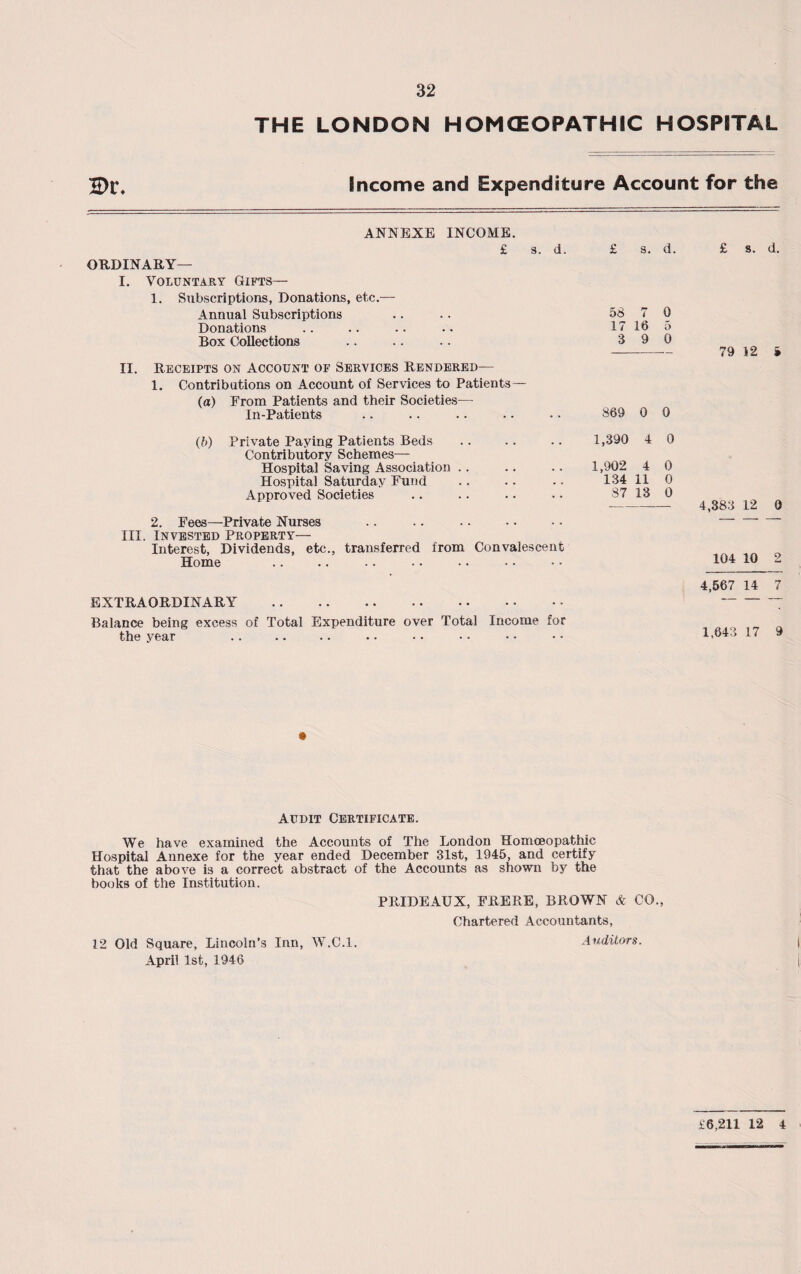 32
THE LONDON HOMŒOPATHIC HOSPITAL
Dr. Income and Expenditure Account for the
ANNEXE INCOME.
£ s. d. £ s. d. £ s. d.
ORDINARY—
I. VOLUNTARY GIFTS—
1. Subscriptions, Donations, etc.—
Annual Subscriptions .. .. 58 7 0
Donations .. .. .. .. 17 16 5
Box Collections .. .. .. 3 9 0
79 12 5
II. RECEIPTS ON ACCOUNT OF SERVICES RENDERED—
1. Contributions on Account of Services to Patients—
(a) From Patients and their Societies—
In-Patients .. .. .. .. .. 869 0 0
(b) Private Paying Patients Beds .. .. .. 1,390 4 0
Contributory Schemes—
Hospital Saving Association .. .. .. 1,902 4 0
Hospital Saturday Fund .. .. .. 134 11 0
Approved Societies .. .. .. .. 87 13 0
4,383 12 0
2. Fees—Private Nurses .. .. .. .. .. — — —
III. INVESTED PROPERTY—
Interest, Dividends, etc., transferred from Convalescent
Home .. .. .. .. .. .. .. 104 10 2
4,567 14 7
EXTRAORDINARY .. .. .. .. .. .. .. — — —
Balance being excess of Total Expenditure over Total Income for
the year .. .. .. .. .. .. .. .. 1,643 17 9
AUDIT CERTIFICATE.
We have examined the Accounts of The London Homœopathic
Hospital Annexe for the year ended December 31st, 1945, and certify
that the above is a correct abstract of the Accounts as shown by the
books of the Institution.
PRIDEAUX, FRERE, BROWN & CO.,
Chartered Accountants,
12 Old Square, Lincoln's Inn, W.C.1. Auditors.
April 1st, 1946
£6,211 12 4